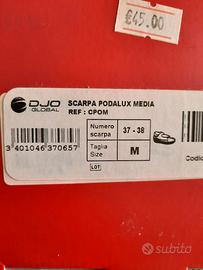 €45.00
DJO
GLOBAL
SCARPA PODALUX MEDIA
REF : CPOM
Numero
scarpa
37 - 38
Taglia
Size
M
LOT
3 401046 370657
Codic
subito